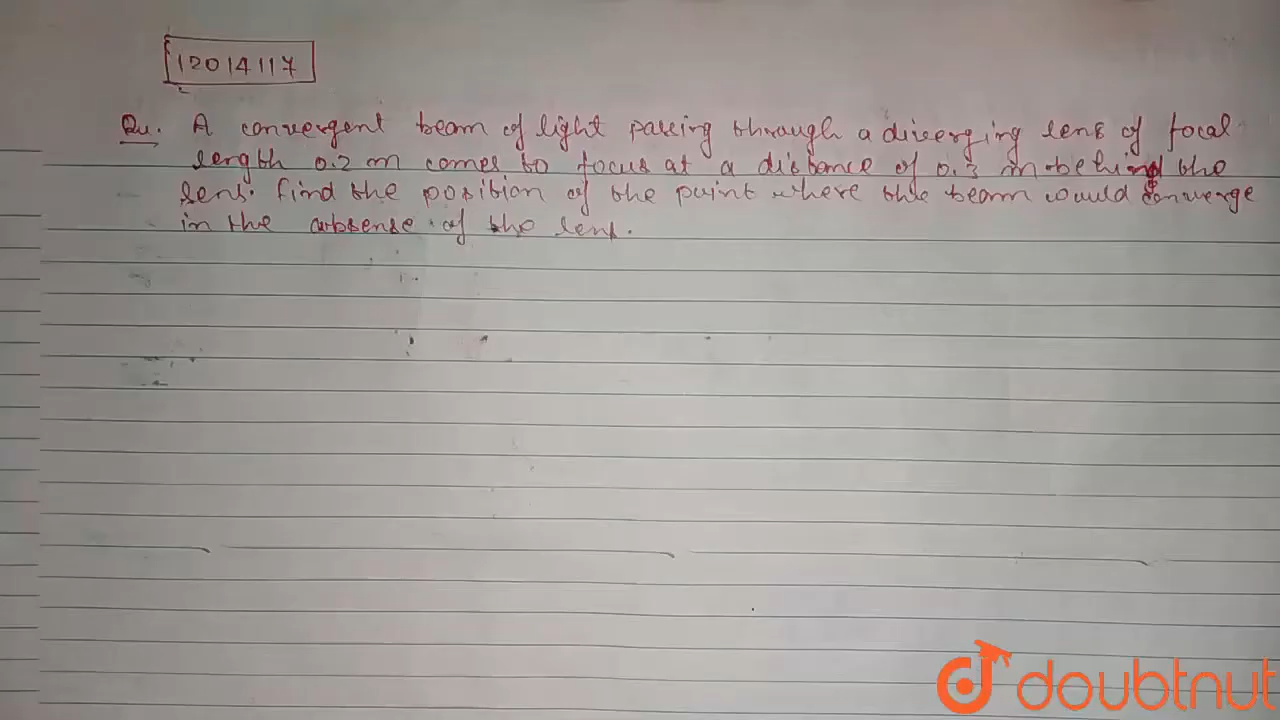 12014117
Qu. A convergent beam of light passing through a diverging lens of focal
length 0.2 m comes to focus at a distance of 0.3 m behind the
lens. find the position of the point where the beam would converge
in the absense of the lens.
doubtnut